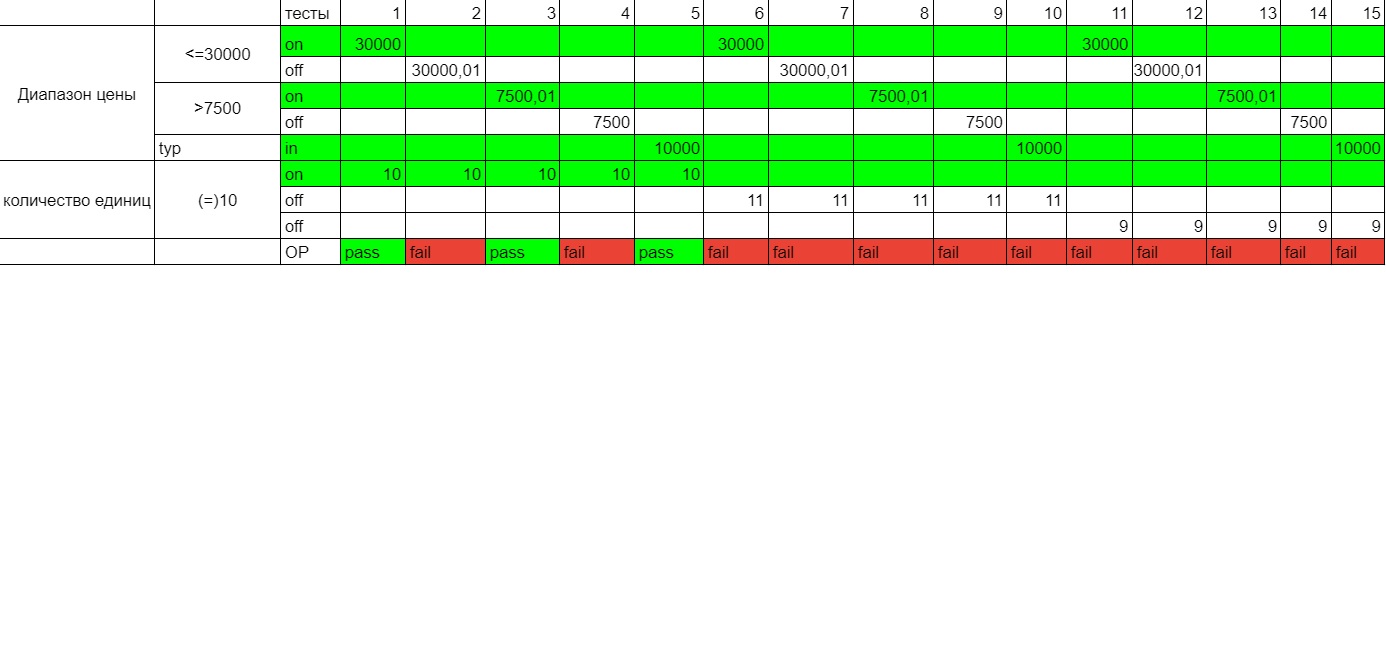 тесты 1 2 3 4 5 6 7 8 9 10 11 12 13 14 15
Диапазон цены <=30000 on 30000 30000 30000
off 30000,01 30000,01 30000,01
>7500 on 7500,01 7500,01 7500,01
off 7500 7500 7500
typ in 10000 10000 10000
количество единиц (=)10 on 10 10 10 10 10
off 11 11 11 11 11
off 9 9 9 9 9
OP pass fail pass fail pass fail fail fail fail fail fail fail fail fail fail